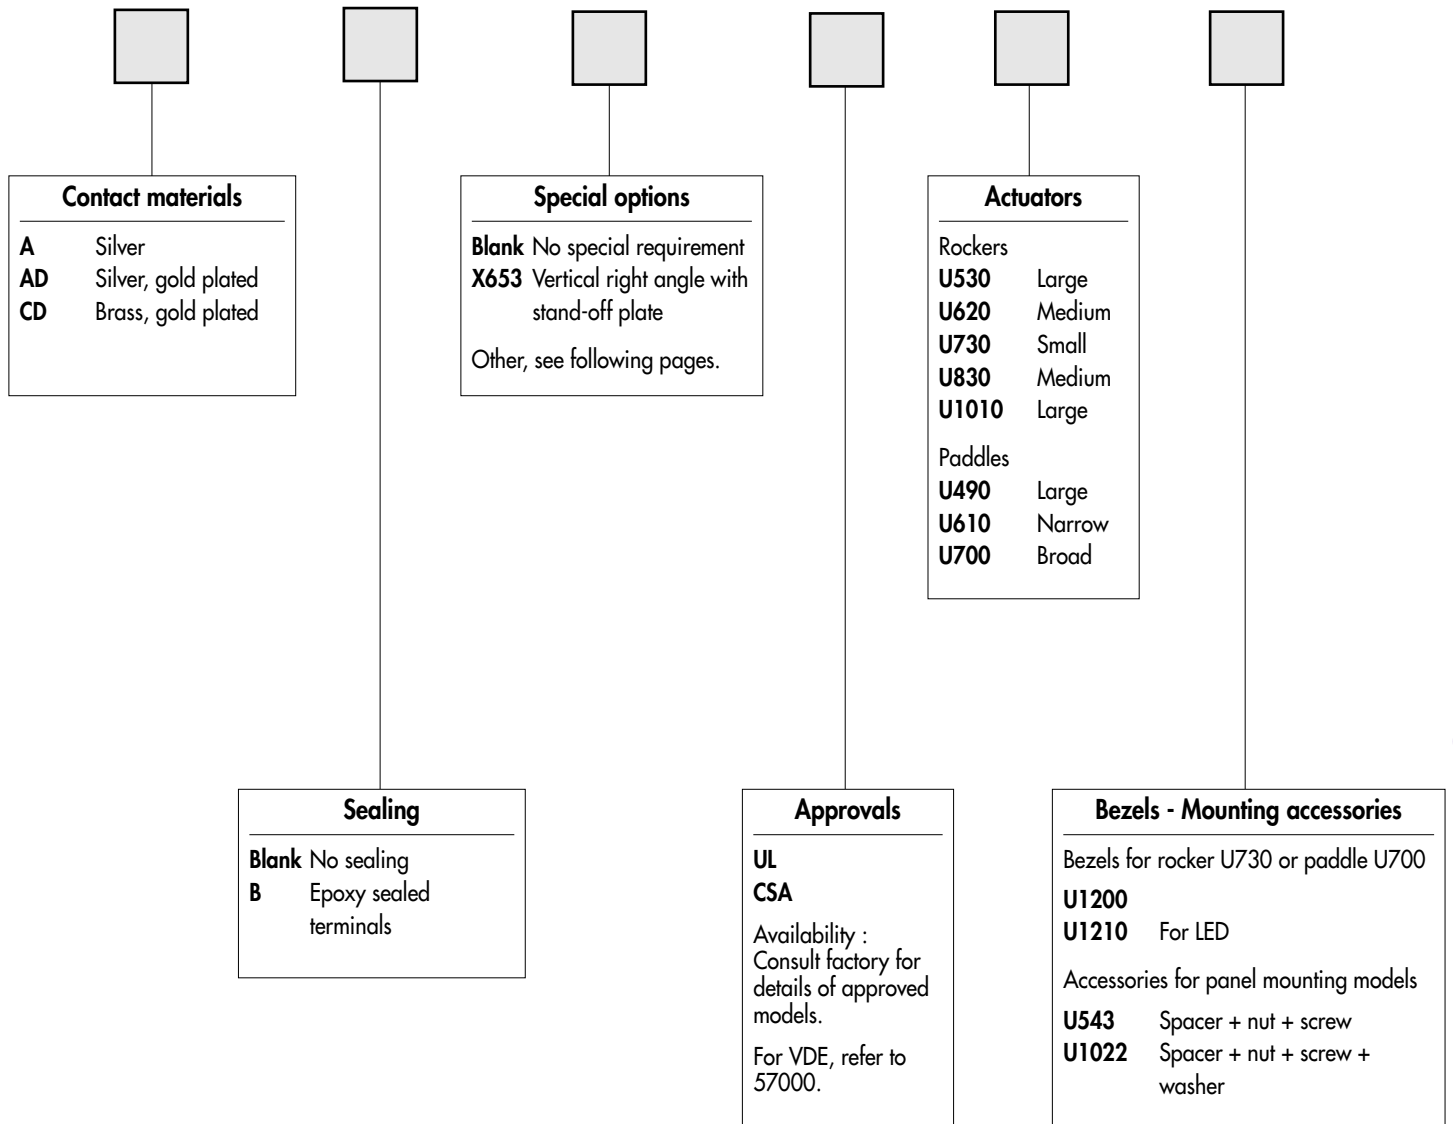 Contact materials
A Silver
AD Silver, gold plated
CD Brass, gold plated
Special options
Blank No special requirement
X653 Vertical right angle with
stand-off plate
Other, see following pages.
Actuators
Rockers
U530 Large
U620 Medium
U730 Small
U830 Medium
U1010 Large
Paddles
U490 Large
U610 Narrow
U700 Broad
Sealing
Blank No sealing
B Epoxy sealed
terminals
Approvals
UL
CSA
Availability :
Consult factory for
details of approved
models.
For VDE, refer to
57000.
Bezels - Mounting accessories
Bezels for rocker U730 or paddle U700
U1200
U1210 For LED
Accessories for panel mounting models
U543 Spacer + nut + screw
U1022 Spacer + nut + screw +
washer